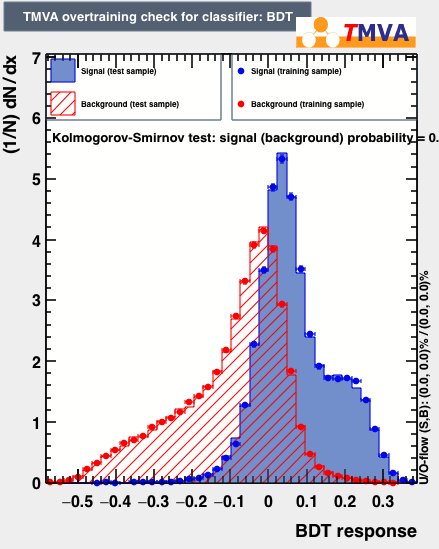 TMVA overtraining check for classifier: BDT
TMVA
(1/N) dN / dx
Signal (test sample)
Signal (training sample)
Background (test sample)
Background (training sample)
Kolmogorov-Smirnov test: signal (background) probability = 0.
7
6
5
4
3
2
1
0
−0.5 −0.4 −0.3 −0.2 −0.1 0 0.1 0.2 0.3
BDT response
U/O-flow (S,B): (0.0, 0.0)% / (0.0, 0.0)%